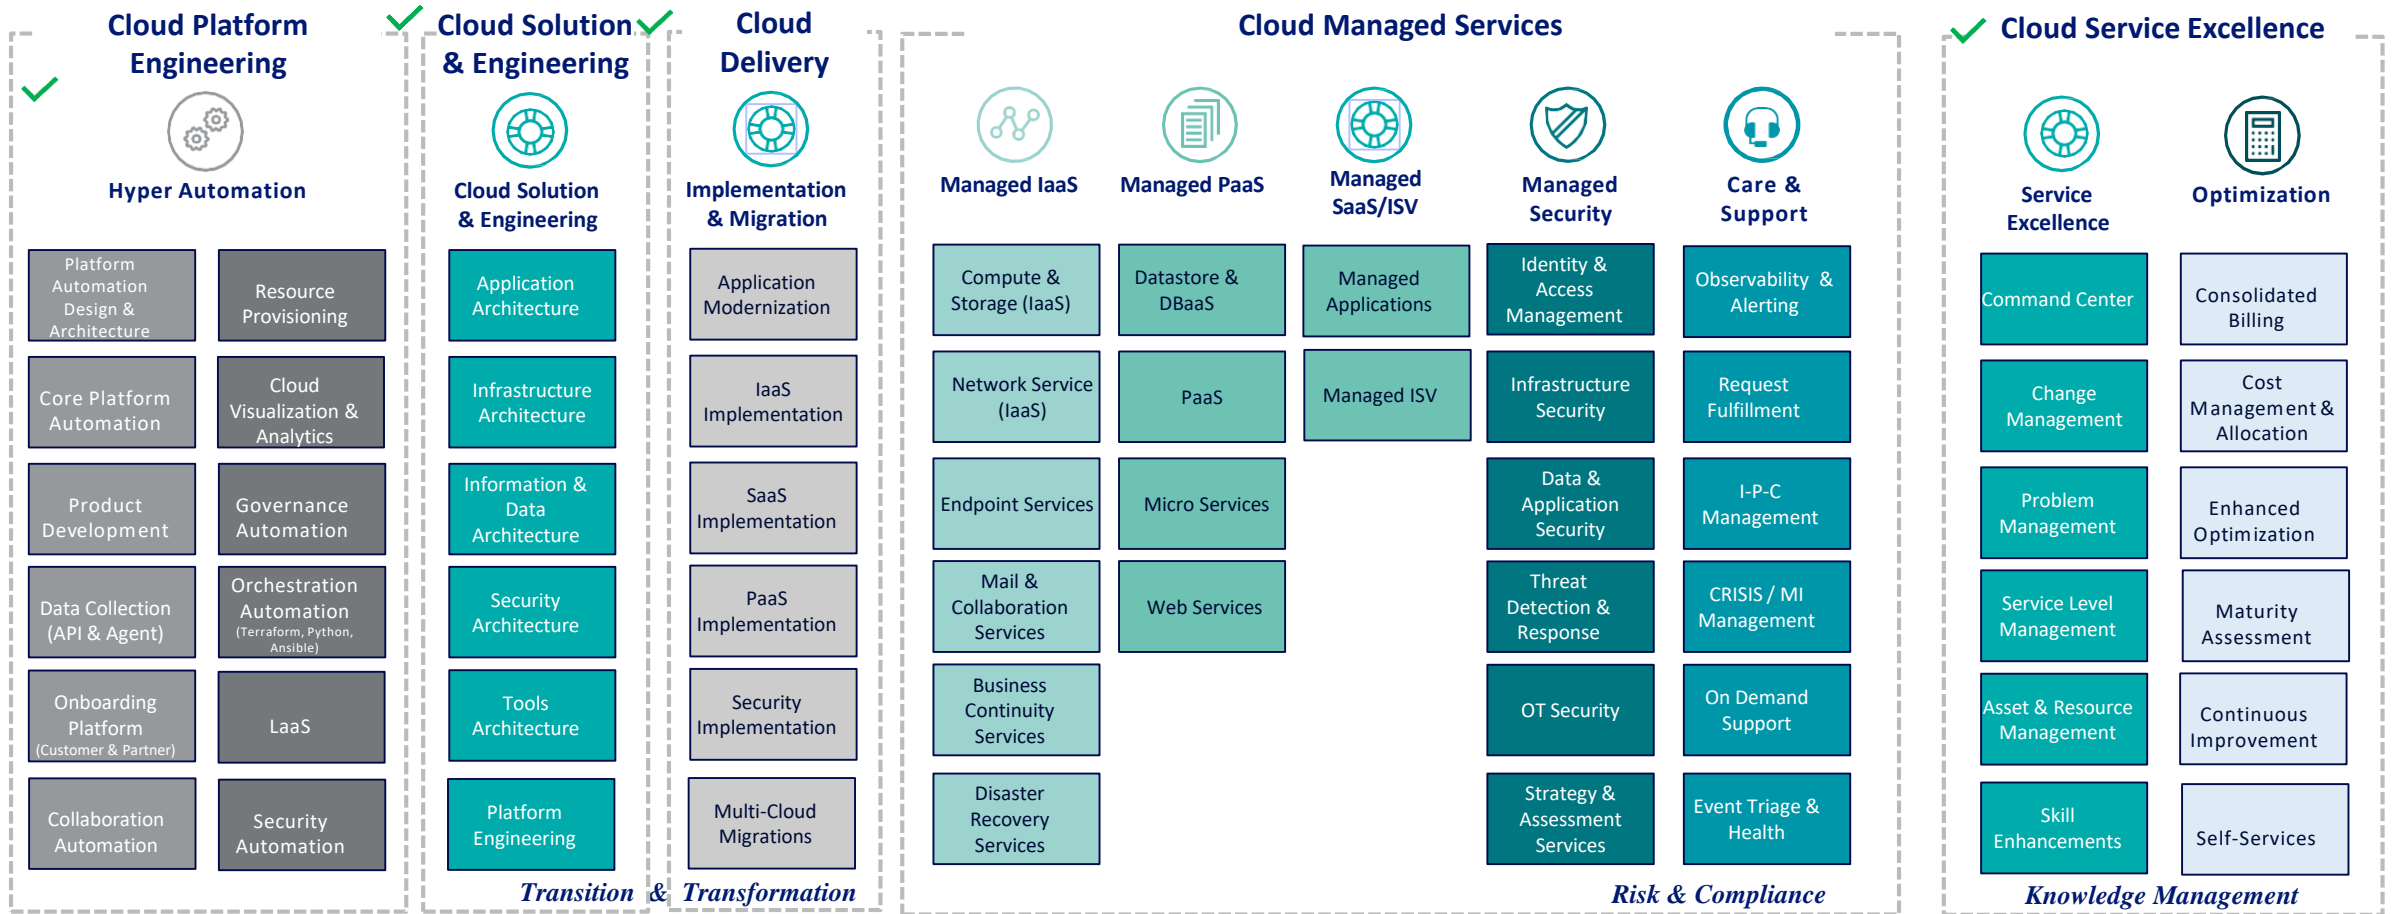 Cloud Platform
Engineering
Hyper Automation
Platform
Automation
Design &
Architecture
Resource
Provisioning
Core Platform
Automation
Cloud
Visualization &
Analytics
Product
Development
Governance
Automation
Data Collection
(API & Agent)
Orchestration
Automation
(Terraform, Python,
Ansible)
Onboarding
Platform
(Customer & Partner)
LaaS
Collaboration
Automation
Security
Automation
Cloud Solution
& Engineering
Cloud Solution
& Engineering
Application
Architecture
Infrastructure
Architecture
Information &
Data
Architecture
Security
Architecture
Tools
Architecture
Platform
Engineering
Cloud
Delivery
Implementation
& Migration
Application
Modernization
IaaS
Implementation
SaaS
Implementation
PaaS
Implementation
Security
Implementation
Multi-Cloud
Migrations
Transition & Transformation
Cloud Managed Services
Managed IaaS
Compute &
Storage (IaaS)
Network Service
(IaaS)
Endpoint Services
Mail &
Collaboration
Services
Business
Continuity
Services
Disaster
Recovery
Services
Managed PaaS
Datastore &
DBaaS
PaaS
Micro Services
Web Services
Managed
SaaS/ISV
Managed
Applications
Managed ISV
Managed
Security
Identity &
Access
Management
Infrastructure
Security
Data &
Application
Security
Threat
Detection &
Response
OT Security
Strategy &
Assessment
Services
Care &
Support
Observability &
Alerting
Request
Fulfillment
I-P-C
Management
CRISIS / MI
Management
On Demand
Support
Event Triage &
Health
Risk & Compliance
Cloud Service Excellence
Service
Excellence
Command Center
Change
Management
Problem
Management
Service Level
Management
Asset & Resource
Management
Skill
Enhancements
Optimization
Consolidated
Billing
Cost
Management &
Allocation
Enhanced
Optimization
Maturity
Assessment
Continuous
Improvement
Self-Services
Knowledge Management